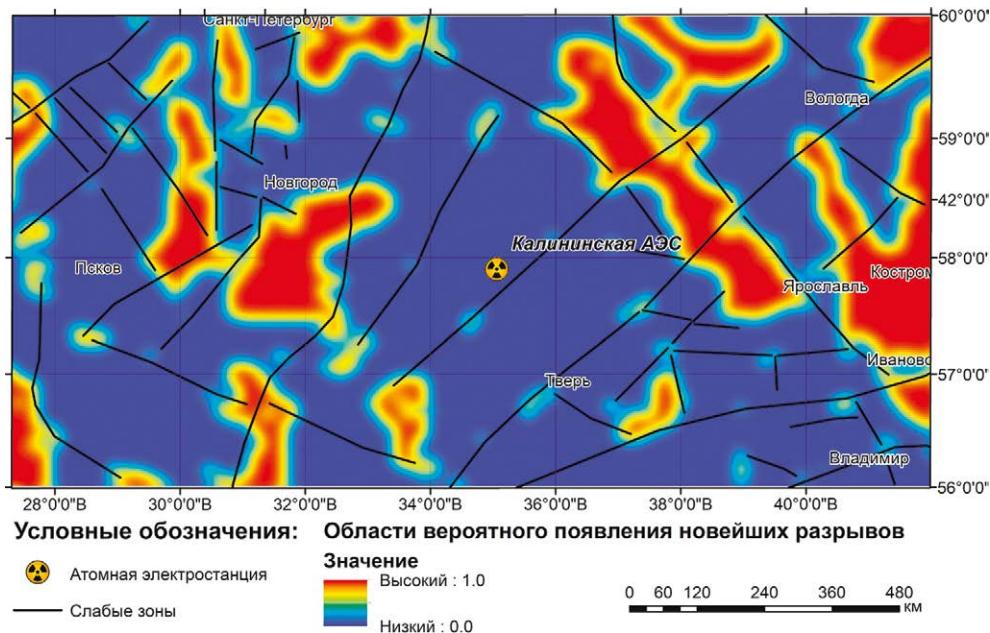 Санкт-Петербург
60°0'0"
Вологда
59°0'0"
Новгород
42°0'0"
Калининская АЭС
58°0'0"
Псков
Костром
Ярославль
Иваново
57°0'0"
Тверь
Владимир
56°0'0"
28°0'0"В 30°0'0"В 32°0'0"В 34°0'0"В 36°0'0"В 38°0'0"В 40°0'0"В
Условные обозначения:
Атомная электростанция
Слабые зоны
Области вероятного появления новейших разрывов
Значение
Высокий : 1.0
Низкий : 0.0
0 60 120 240 360 480
км